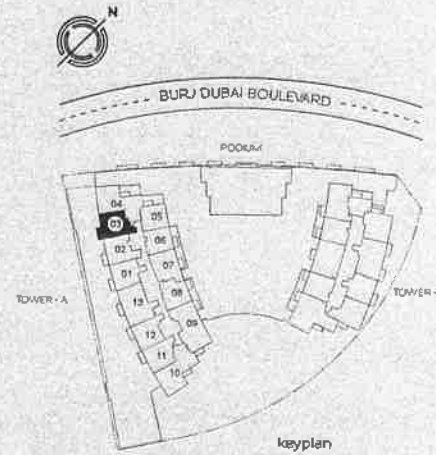 N
BURJ DUBAI BOULEVARD
PODIUM
04
03
05
02
06
01
07
TOWER - A
13
08
TOWER -
12
09
11
10
keyplan